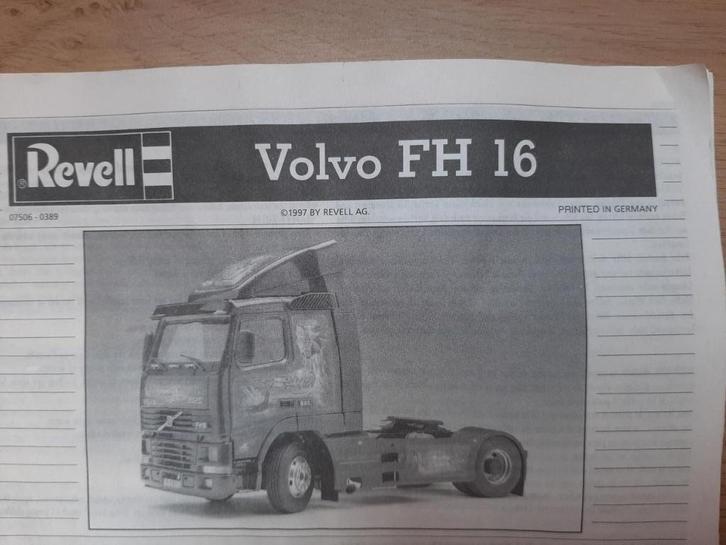 Revell
®
Volvo FH 16
07506 - 0389
©1997 BY REVELL AG.
PRINTED IN GERMANY